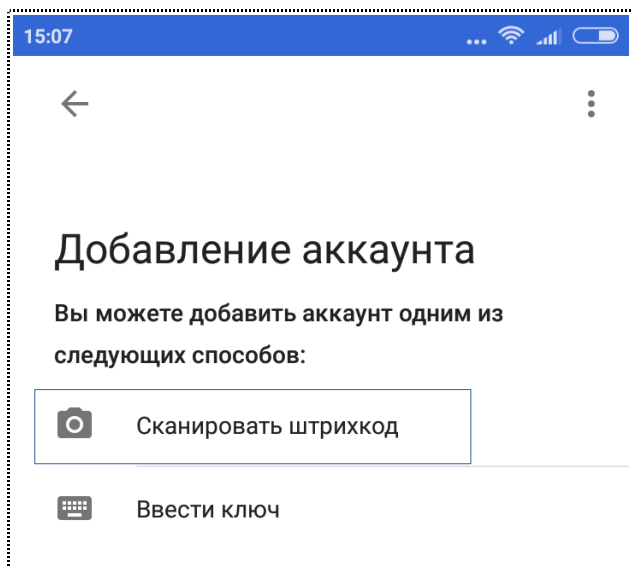 15:07
Добавление аккаунта
Вы можете добавить аккаунт одним из
следующих способов:
Сканировать штрихкод
Ввести ключ